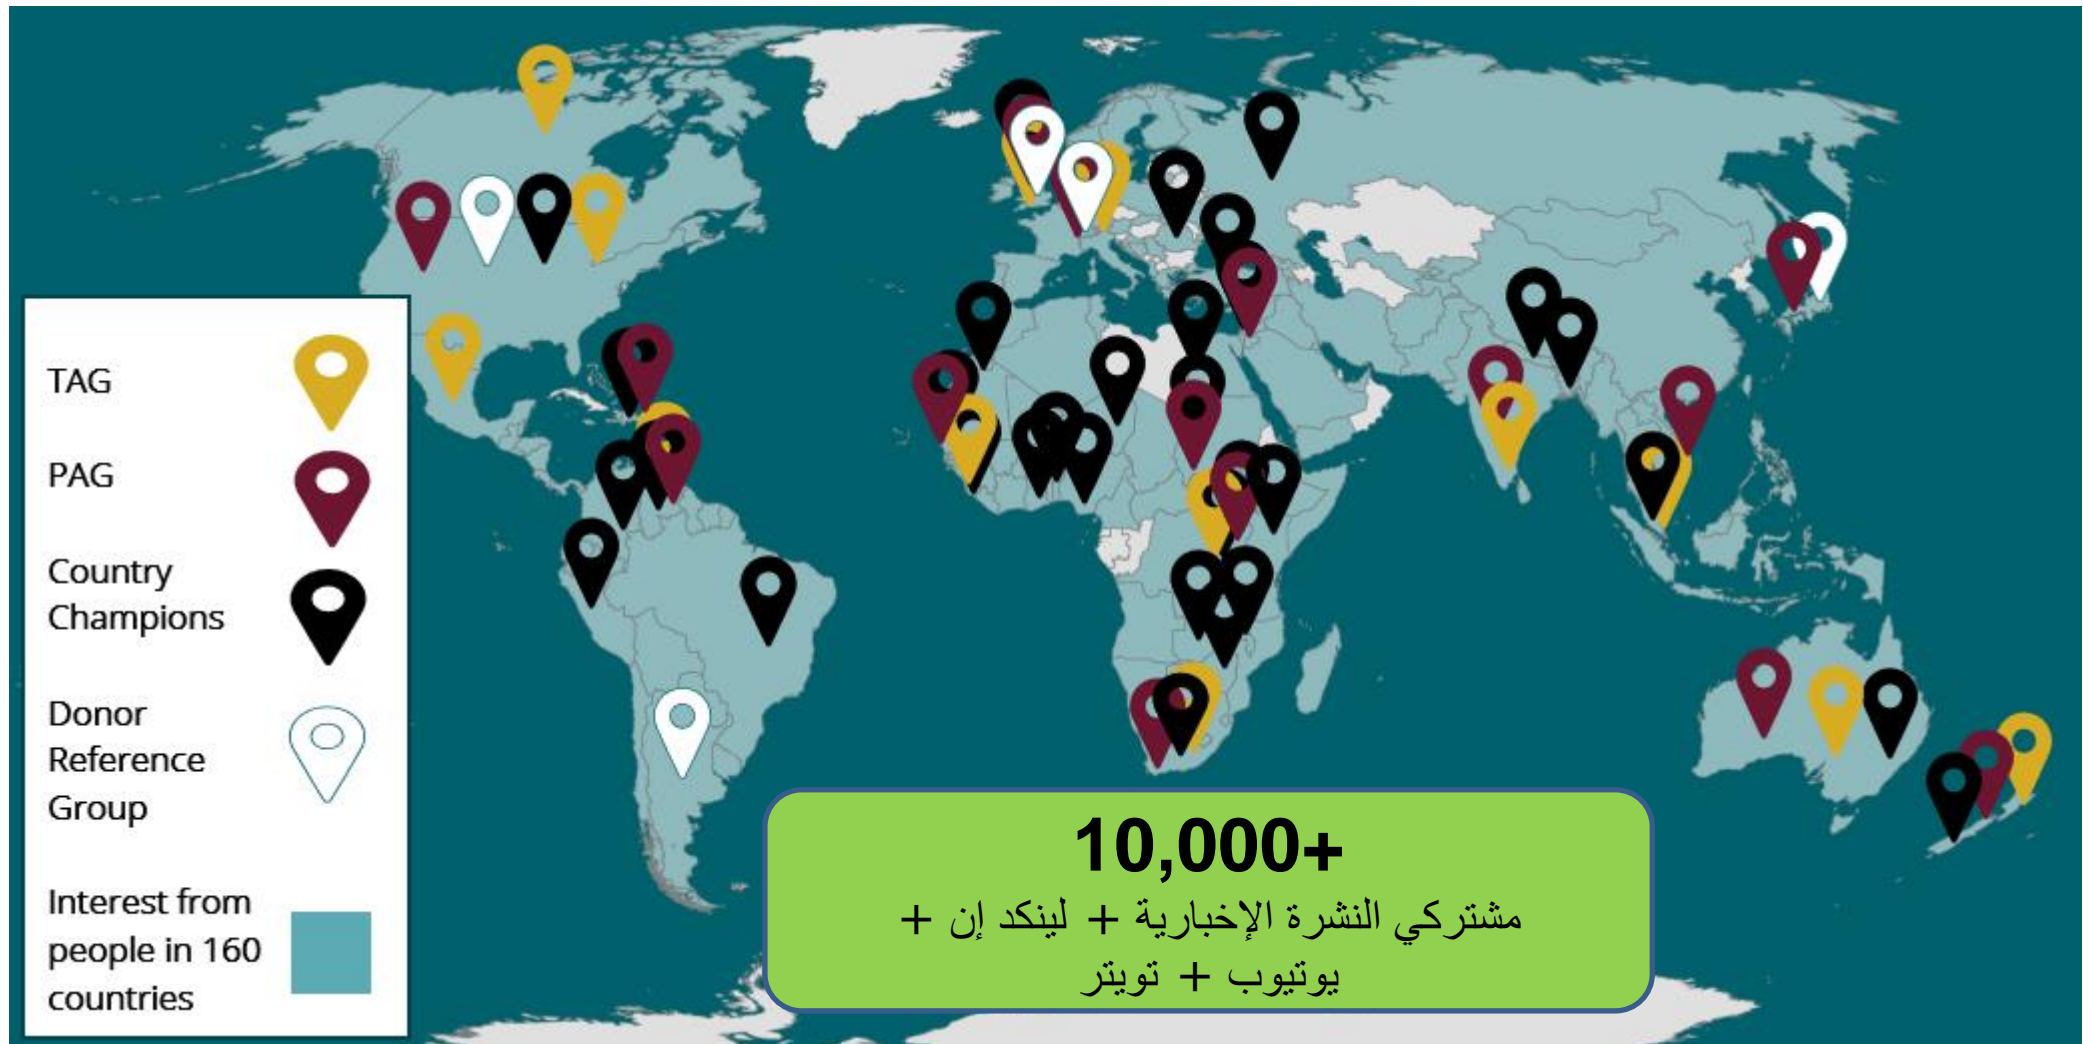 TAG
PAG
Country
Champions
Donor
Reference
Group
Interest from
people in 160
countries
10,000+
مشتركي النشرة الإخبارية + لينكد إن +
يوتيوب + تويتر